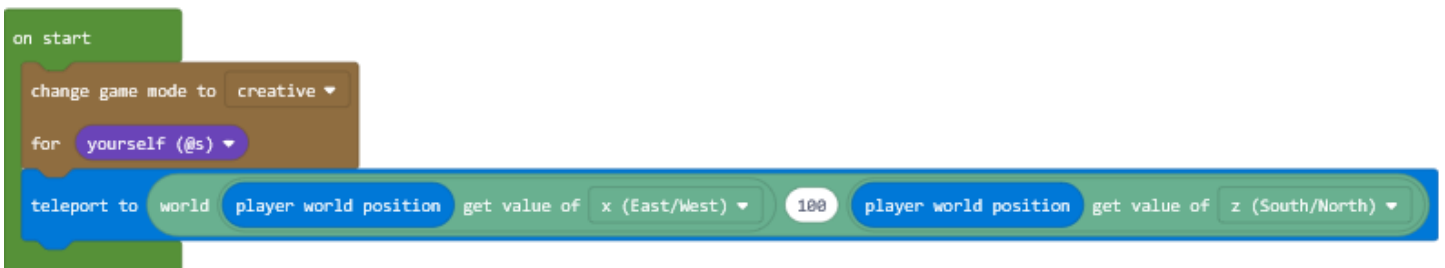 on start
change game mode to creative
for yourself (@s)
teleport to world player world position get value of x (East/West) 100 player world position get value of z (South/North)